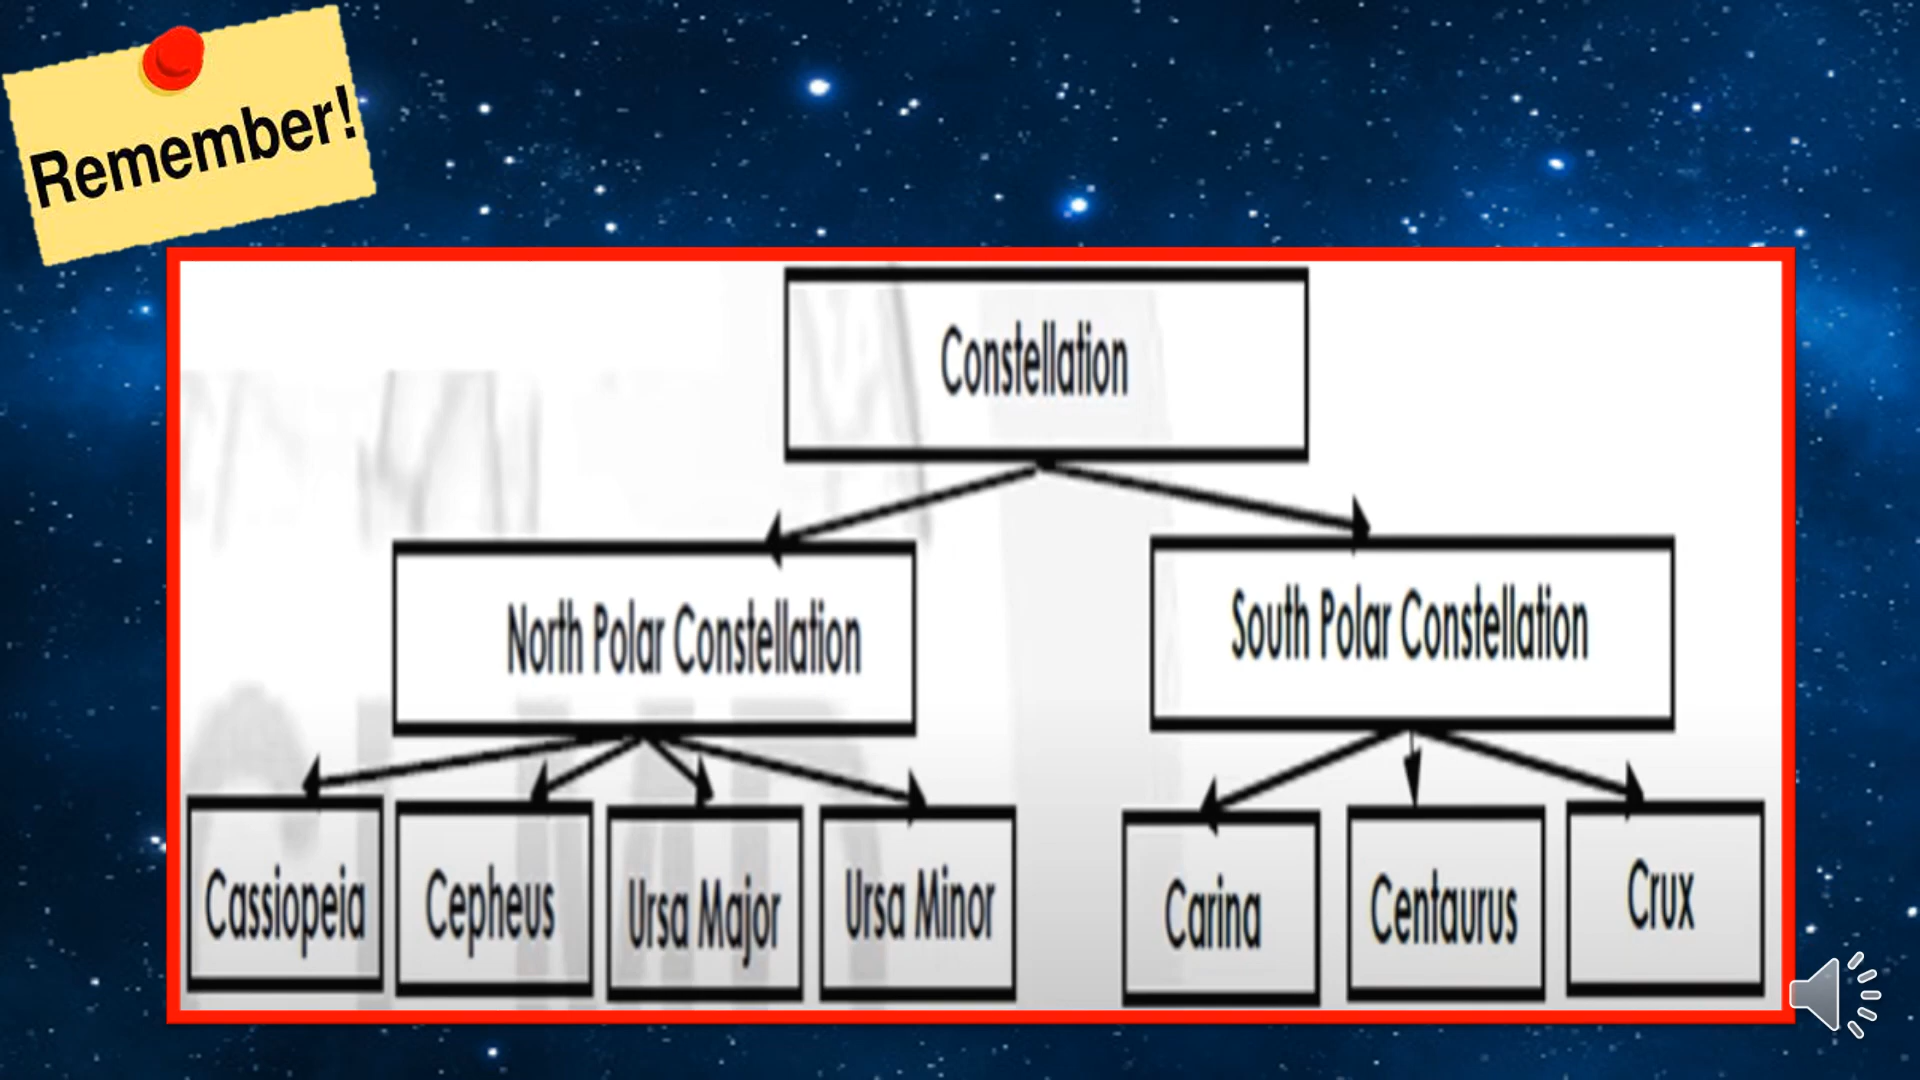 Remember!
Constellation
North Polar Constellation
South Polar Constellation
Cassiopeia
Cepheus
Ursa Major
Ursa Minor
Carina
Centaurus
Crux